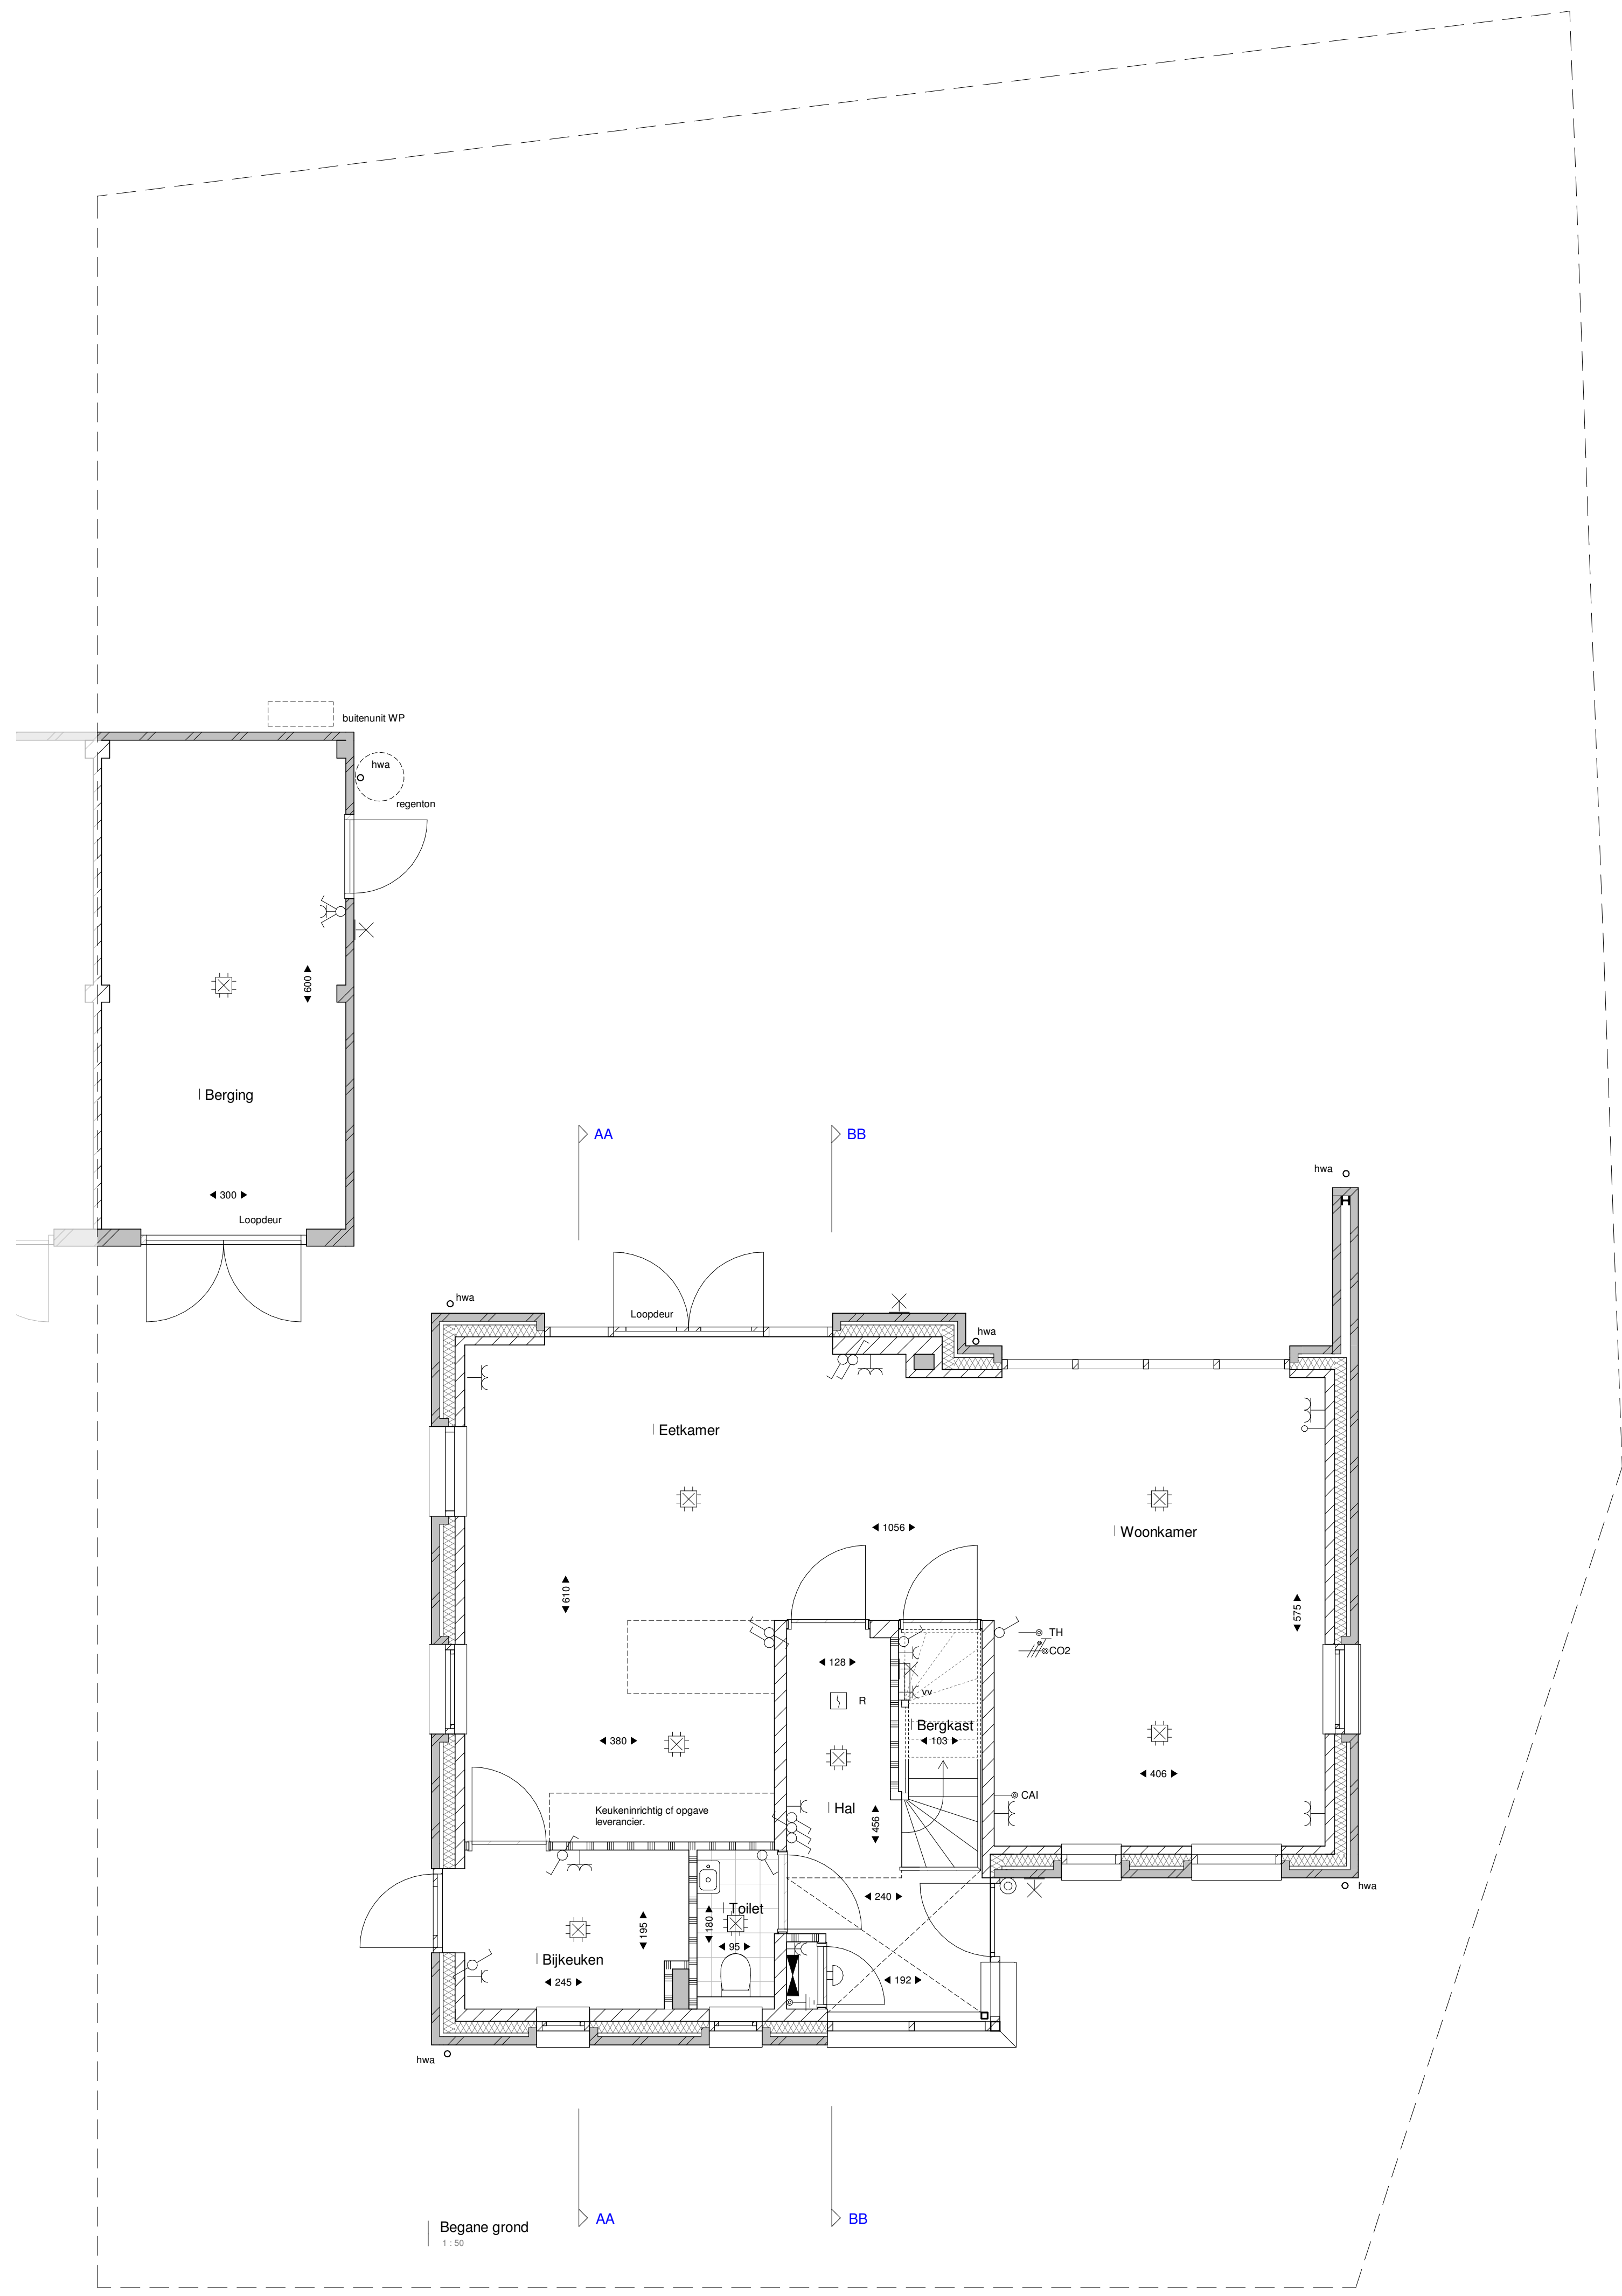 buitenunit WP
hwa
regenton
600
Berging
300
Loopdeur
AA
BB
hwa
hwa
Loopdeur
hwa
Eetkamer
1056
Woonkamer
610
575
TH
CO2
128
R
vv
Bergkast
103
380
406
CAI
Keukeninrichtig cf opgave
leverancier.
Hal
456
hwa
240
Toilet
180
195
95
Bijkeuken
245
192
hwa
AA
BB
Begane grond
1 : 50